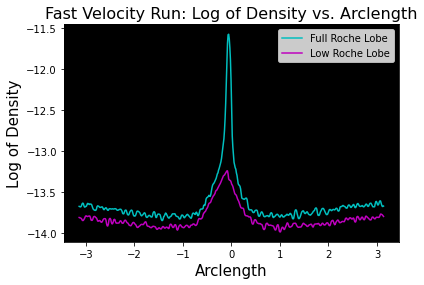 Fast Velocity Run: Log of Density vs. Arclength
Full Roche Lobe
Low Roche Lobe
Log of Density
−11.5
−12.0
−12.5
−13.0
−13.5
−14.0
−3
−2
−1
0
1
2
3
Arclength